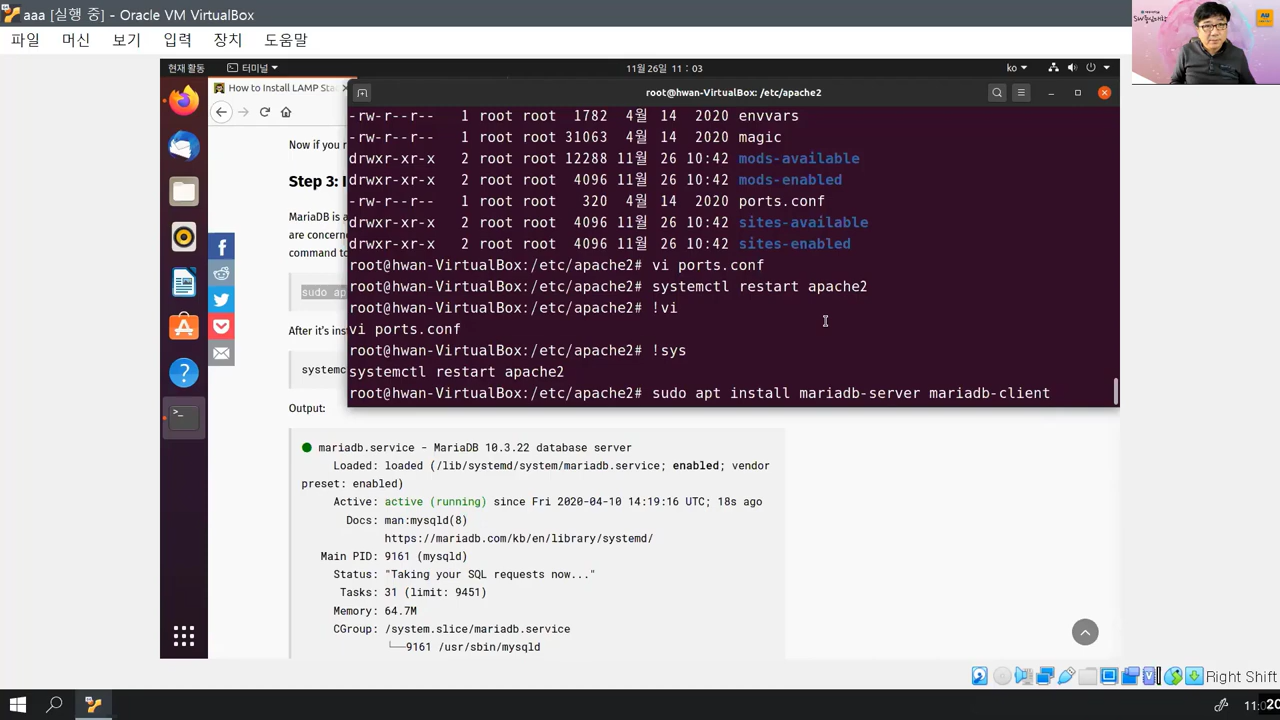 aaa [실행 중] - Oracle VM VirtualBox
파일 머신 보기 입력 장치 도움말
현재 활동 터미널 11월 26일 11 : 03 ko
How to Install LAMP Sta
root@hwan-VirtualBox: /etc/apache2
-rw-r--r-- 1 root root 1782 4월 14 2020 envvars
-rw-r--r-- 1 root root 31063 4월 14 2020 magic
drwxr-xr-x 2 root root 12288 11월 26 10:42 mods-available
drwxr-xr-x 2 root root 4096 11월 26 10:42 mods-enabled
-rw-r--r-- 1 root root 320 4월 14 2020 ports.conf
drwxr-xr-x 2 root root 4096 11월 26 10:42 sites-available
drwxr-xr-x 2 root root 4096 11월 26 10:42 sites-enabled
root@hwan-VirtualBox:/etc/apache2# vi ports.conf
root@hwan-VirtualBox:/etc/apache2# systemctl restart apache2
root@hwan-VirtualBox:/etc/apache2# !vi
vi ports.conf
root@hwan-VirtualBox:/etc/apache2# !sys
systemctl restart apache2
root@hwan-VirtualBox:/etc/apache2# sudo apt install mariadb-server mariadb-client
Now if you r
Step 3: I
MariaDB is a
are concerne
command to
sudo ap
After it's inst
systemc
Output:
mariadb.service - MariaDB 10.3.22 database server
Loaded: loaded (/lib/systemd/system/mariadb.service; enabled; vendor
preset: enabled)
Active: active (running) since Fri 2020-04-10 14:19:16 UTC; 18s ago
Docs: man:mysqld(8)
https://mariadb.com/kb/en/library/systemd/
Main PID: 9161 (mysqld)
Status: "Taking your SQL requests now..."
Tasks: 31 (limit: 9451)
Memory: 64.7M
CGroup: /system.slice/mariadb.service
└─9161 /usr/sbin/mysqld
Right Shift
SW중심대학
AU